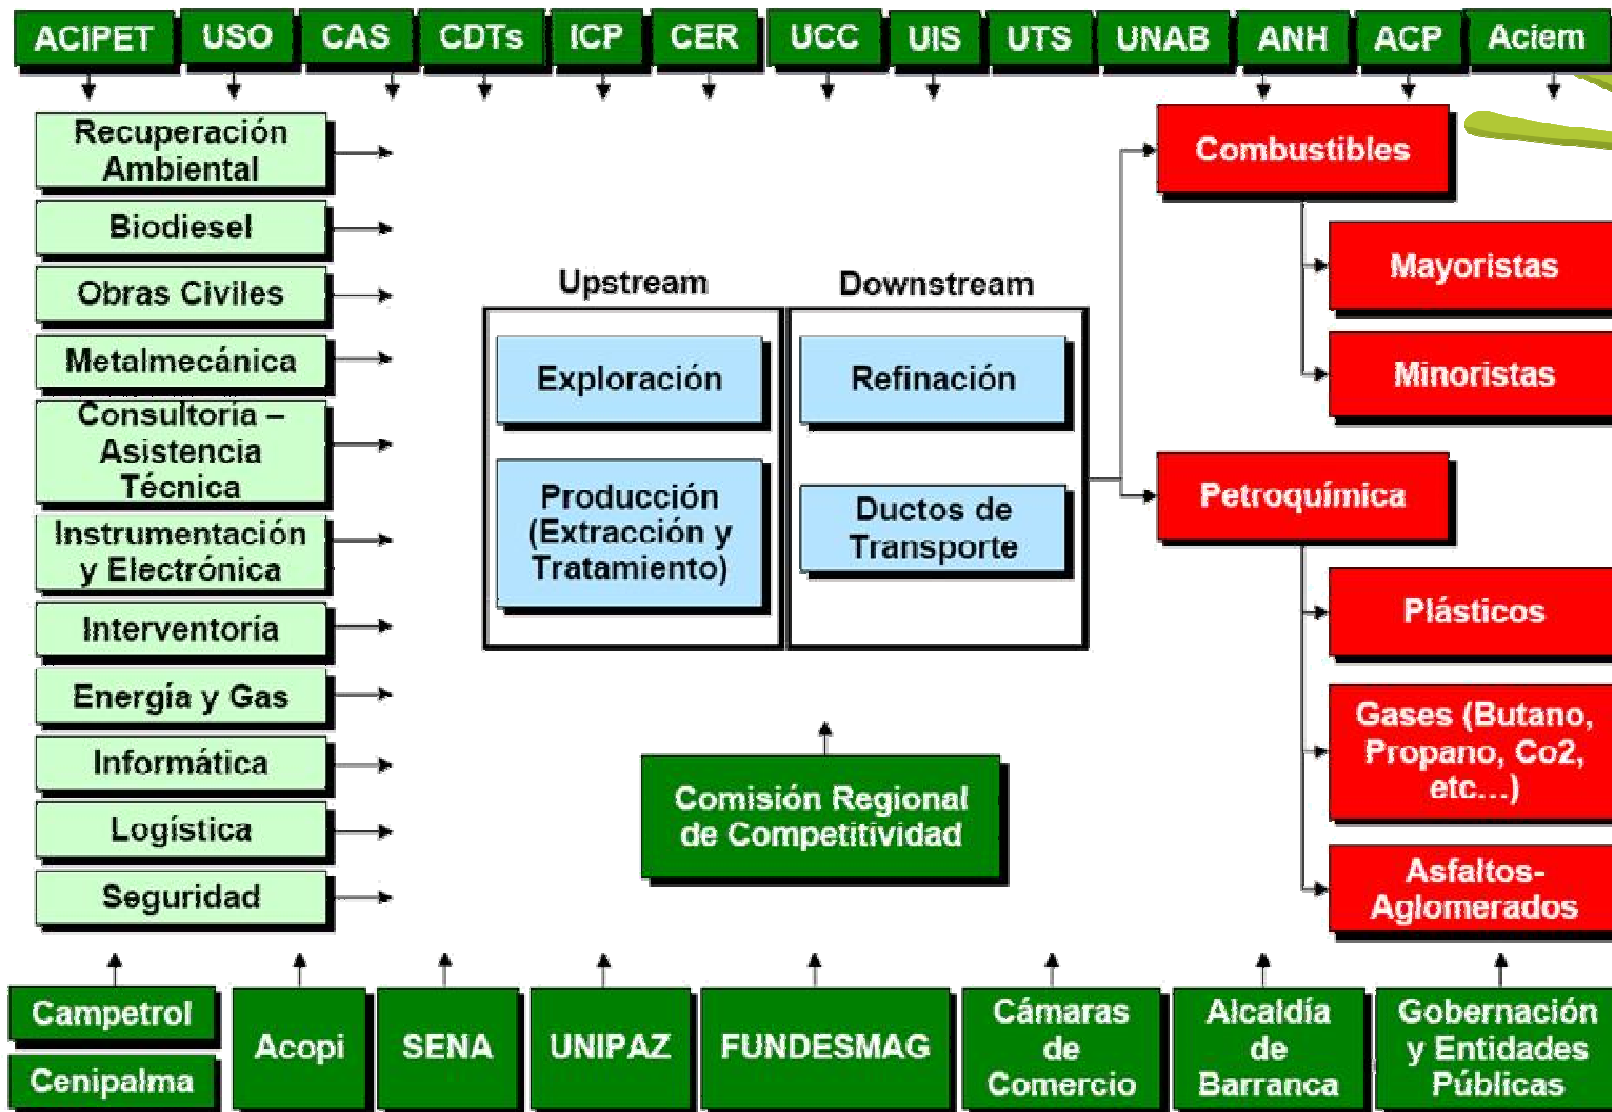 ACIPET
USO
CAS
CDTs
ICP
CER
UCC
UIS
UTS
UNAB
ANH
ACP
Aciem
Recuperación
Ambiental
Biodiesel
Obras Civiles
Metalmecánica
Consultoría –
Asistencia
Técnica
Instrumentación
y Electrónica
Interventoría
Energía y Gas
Informática
Logística
Seguridad
Upstream
Exploración
Producción
(Extracción y
Tratamiento)
Downstream
Refinación
Ductos de
Transporte
Comisión Regional
de Competitividad
Combustibles
Mayoristas
Minoristas
Petroquímica
Plásticos
Gases (Butano,
Propano, Co2,
etc...)
Asfaltos-
Aglomerados
Campetrol
Cenipalma
Acopi
SENA
UNIPAZ
FUNDESMAG
Cámaras
de
Comercio
Alcaldía
de
Barranca
Gobernación
y Entidades
Públicas